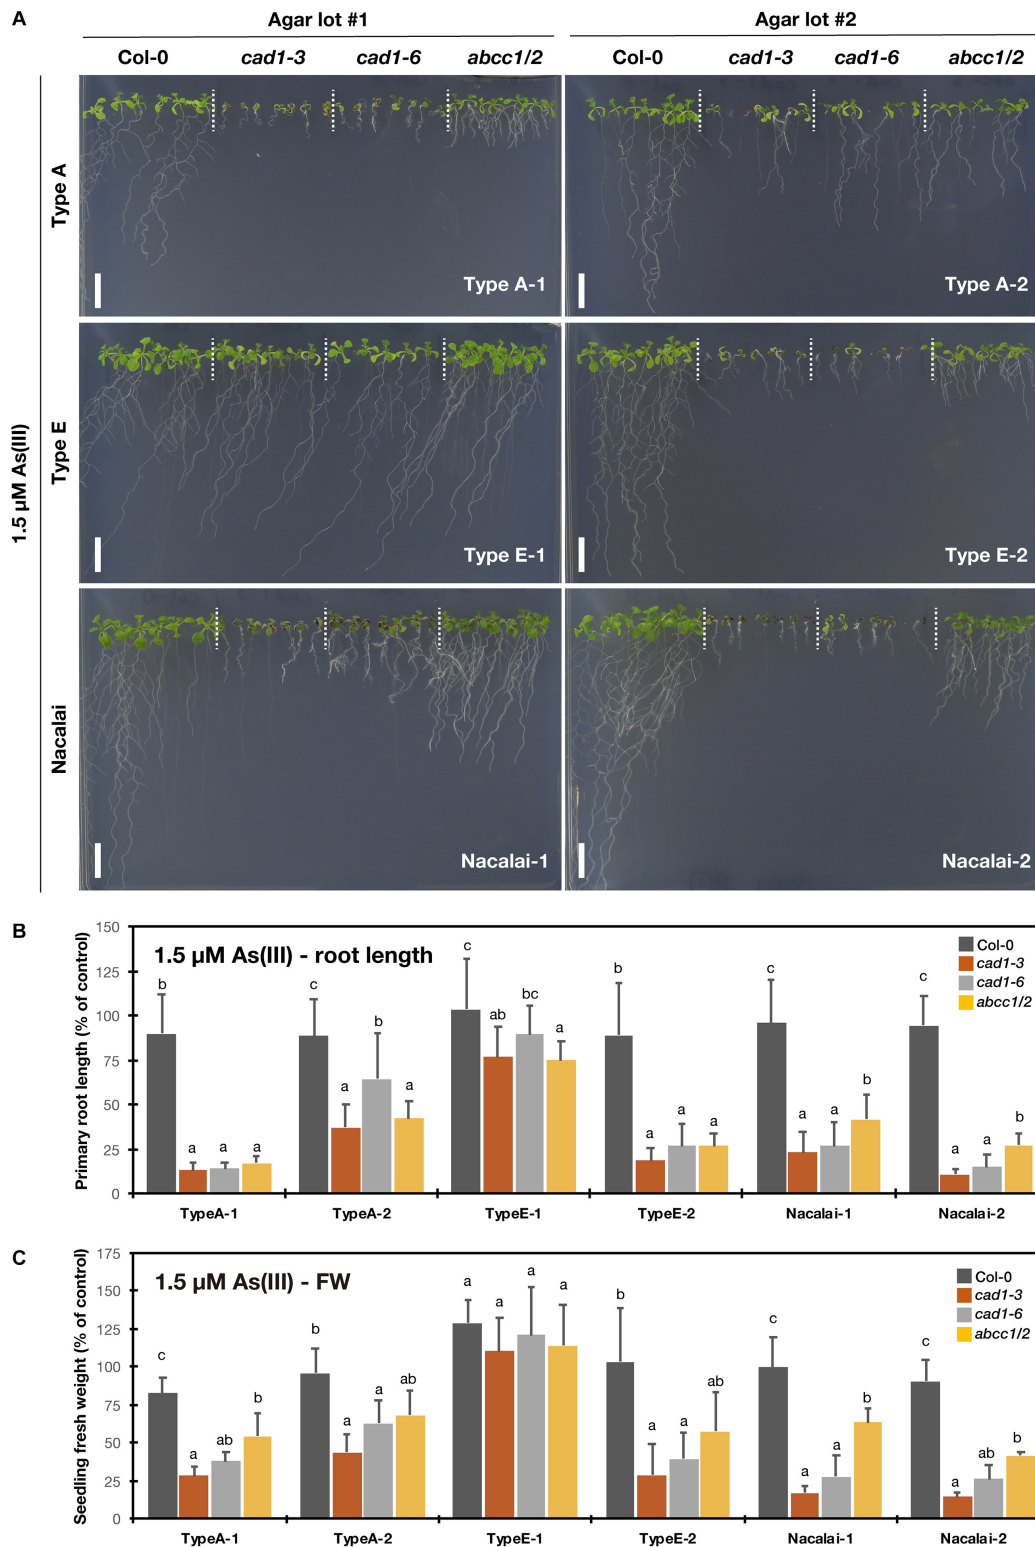 A
Agar lot #1
Agar lot #2
Col-0 cad1-3 cad1-6 abcc1/2 Col-0 cad1-3 cad1-6 abcc1/2
1.5 µM As(III)
Type A
Type A-1
Type A-2
Type E
Type E-1
Type E-2
Nacalai
Nacalai-1
Nacalai-2
B
1.5 µM As(III) - root length
Primary root length (% of control)
150
125
100
75
50
25
0
Col-0
cad1-3
cad1-6
abcc1/2
b a a a
c a b a
c ab bc a
b a a a
c a a b
c a a b
TypeA-1 TypeA-2 TypeE-1 TypeE-2 Nacalai-1 Nacalai-2
C
1.5 µM As(III) - FW
Seedling fresh weight (% of control)
175
150
125
100
75
50
25
0
Col-0
cad1-3
cad1-6
abcc1/2
c a ab b
b a a ab
a a a a
b a a ab
c a a b
c a ab b
TypeA-1 TypeA-2 TypeE-1 TypeE-2 Nacalai-1 Nacalai-2